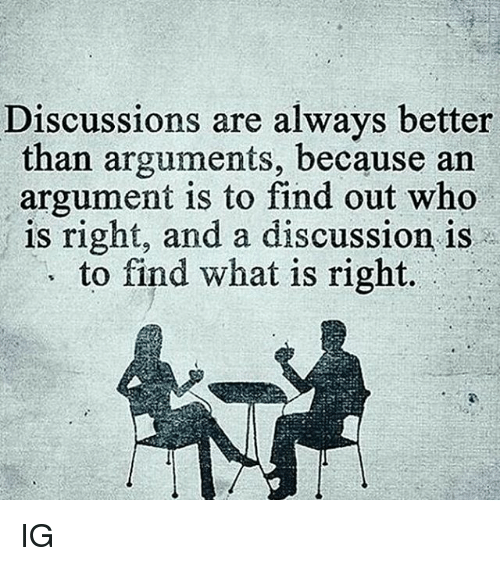 Discussions are always better
than arguments, because an
argument is to find out who
is right, and a discussion is
to find what is right.
IG